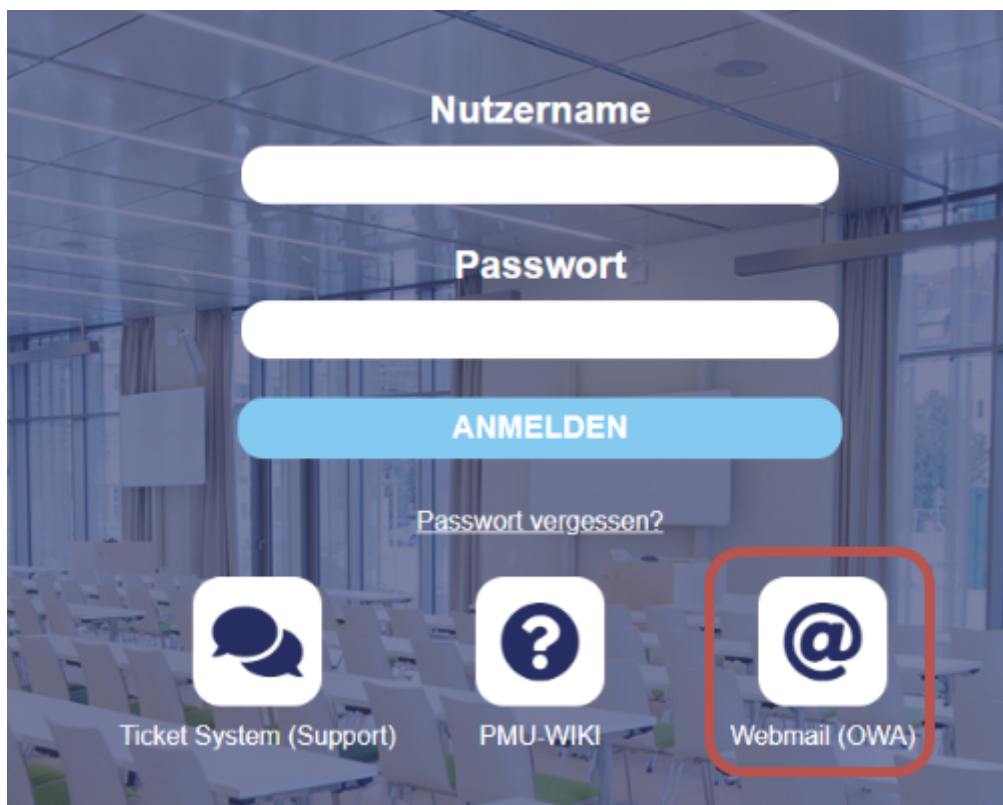 Nutzername
Passwort
ANMELDEN
Passwort vergessen?
Ticket System (Support)
PMU-WIKI
Webmail (OWA)